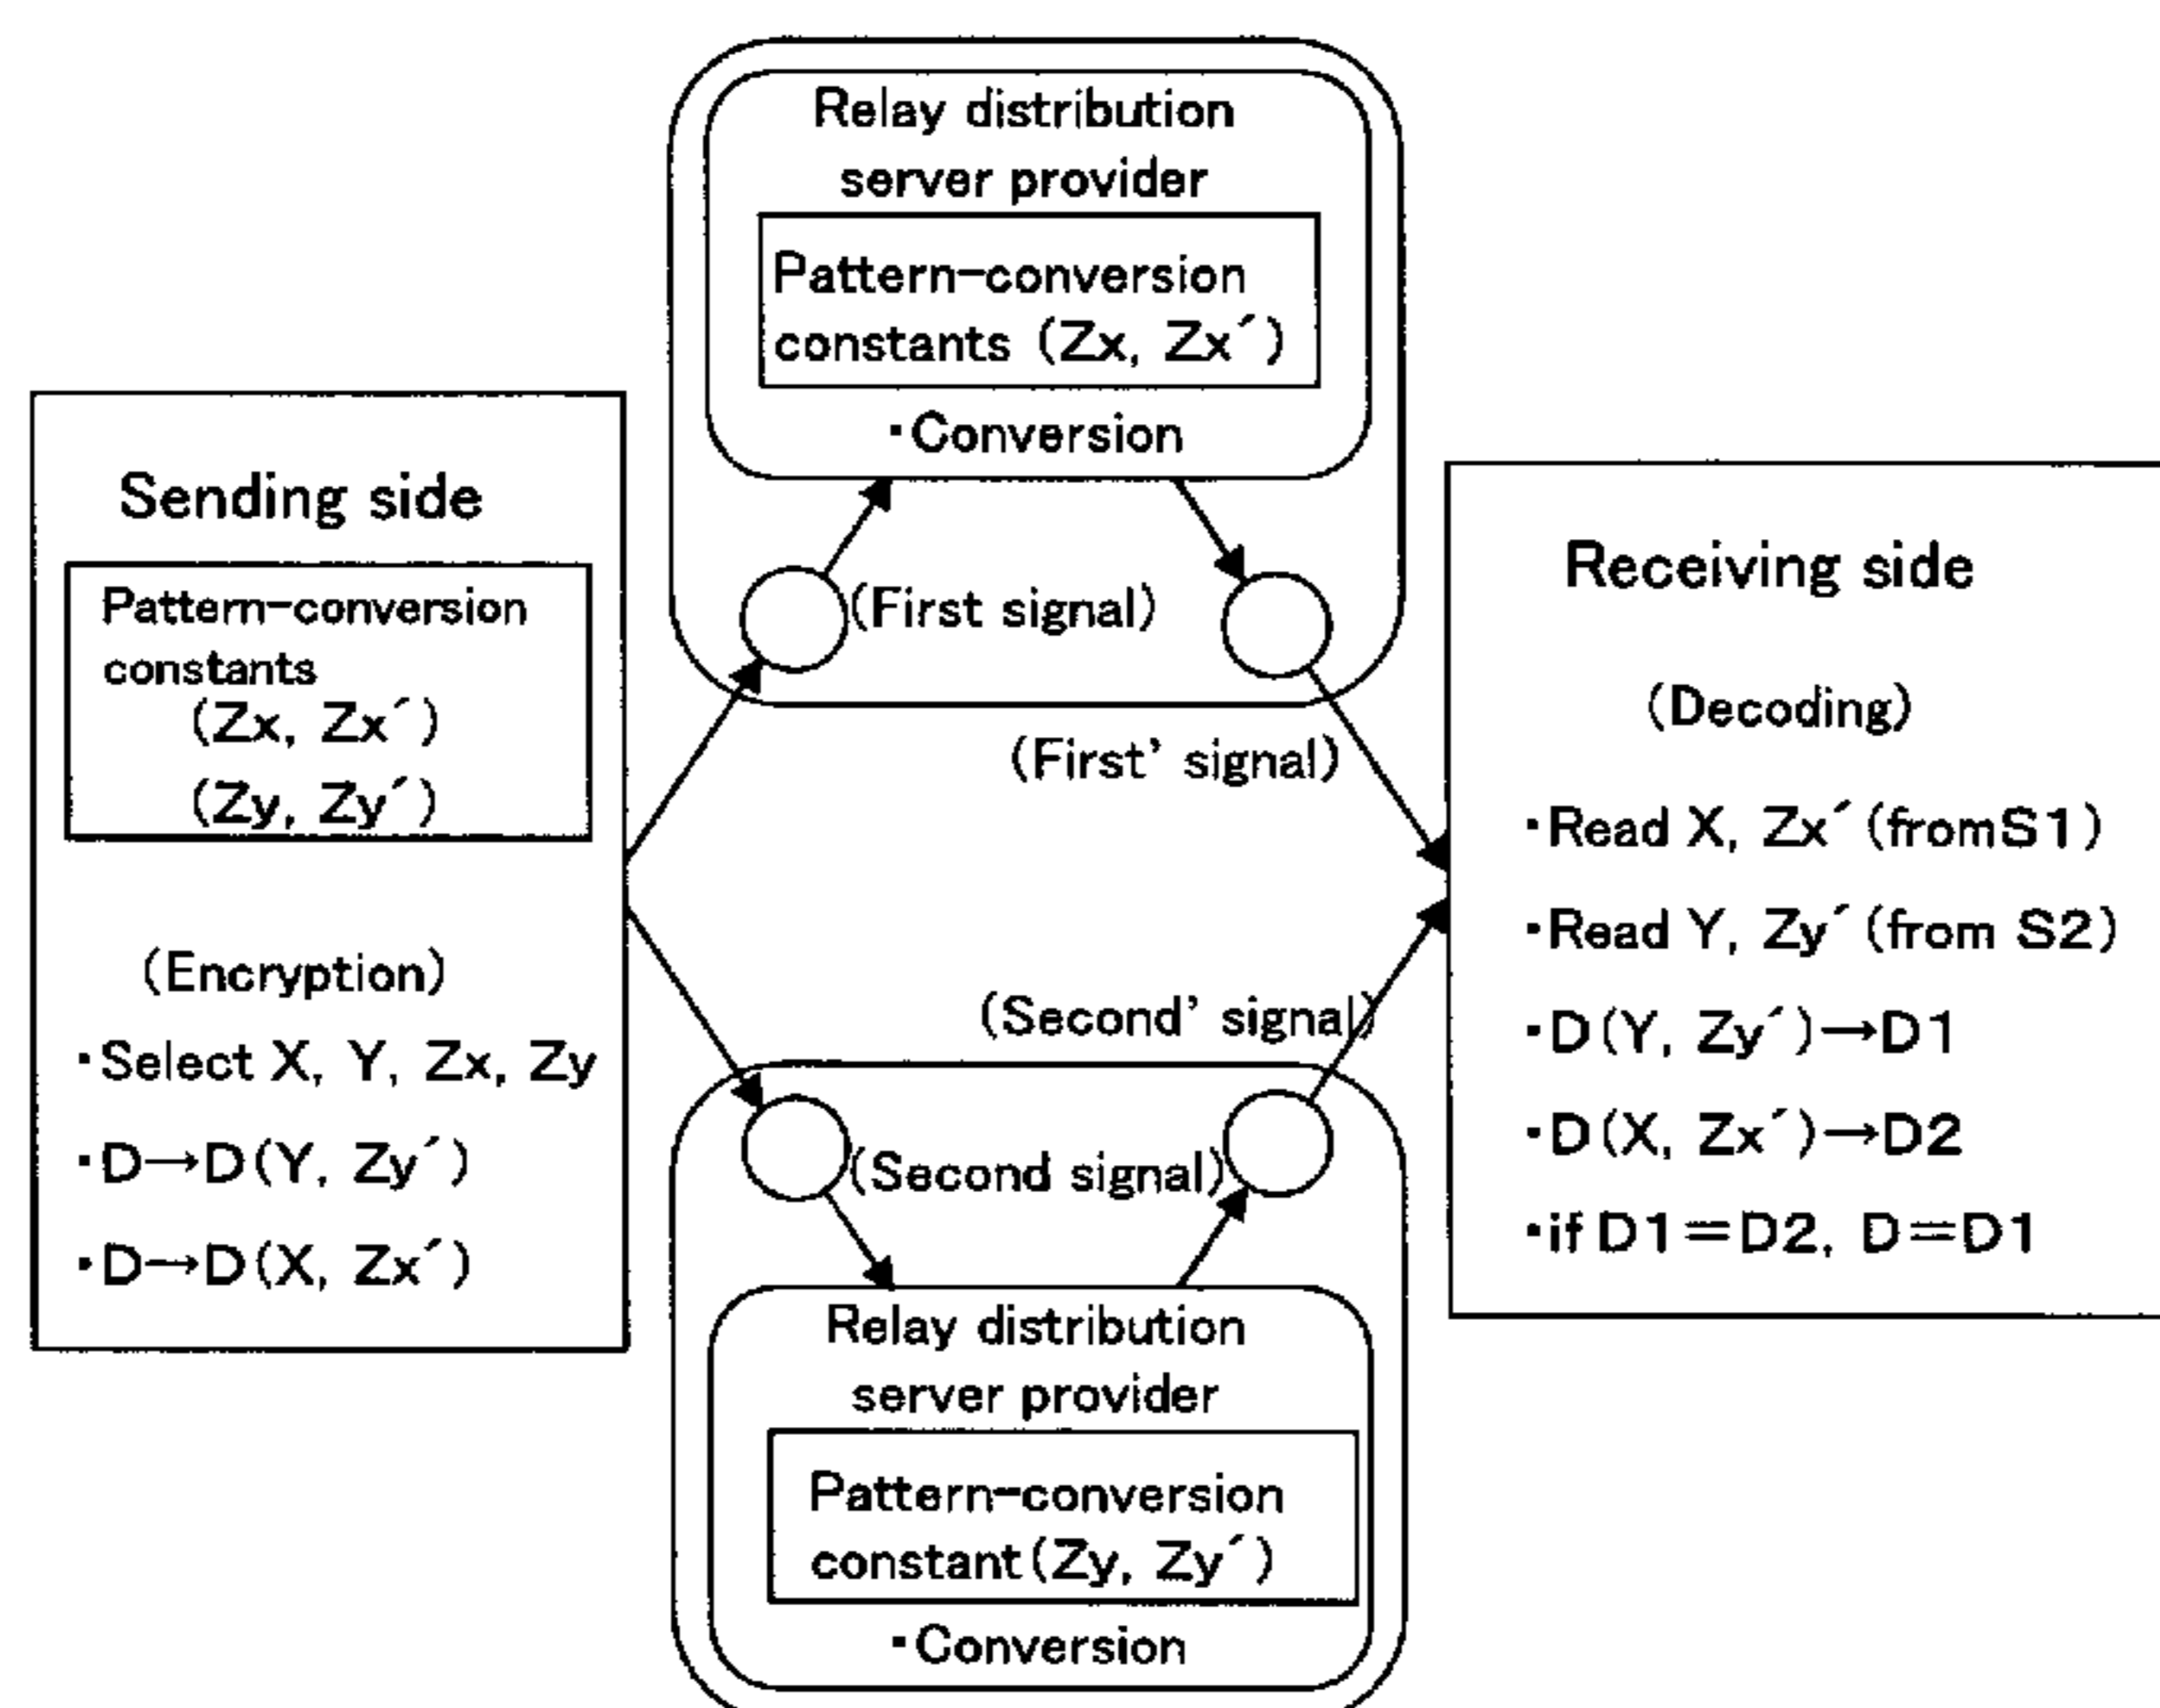 Relay distribution
server provider
Pattern-conversion
constants (Zx, Zx´)
・Conversion
(First signal)
(First' signal)
Sending side
Pattern-conversion
constants
(Zx, Zx´)
(Zy, Zy´)
(Encryption)
・Select X, Y, Zx, Zy
・D→D(Y, Zy´)
・D→D(X, Zx´)
Receiving side
(Decoding)
・Read X, Zx´(fromS1)
・Read Y, Zy´(from S2)
・D(Y, Zy´)→D1
・D(X, Zx´)→D2
・if D1=D2, D=D1
(Second' signal)
(Second signal)
Relay distribution
server provider
Pattern-conversion
constant(Zy, Zy´)
・Conversion